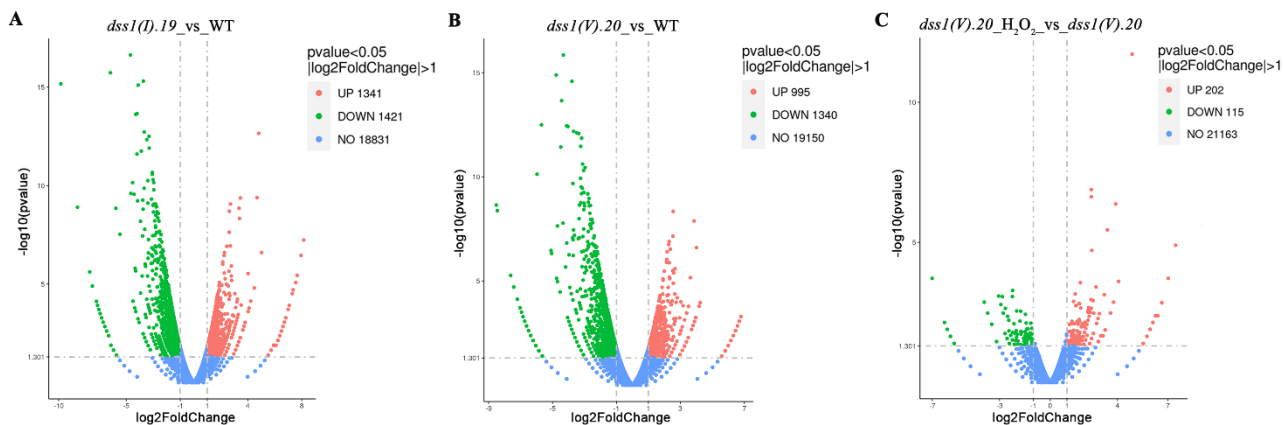 A
dss1(I).19_vs_WT
pvalue<0.05
|log2FoldChange|>1
UP 1341
DOWN 1421
NO 18831
-log10(pvalue)
15
10
5
1.301
-10
-5
-1
1
4
8
log2FoldChange
B
dss1(V).20_vs_WT
pvalue<0.05
|log2FoldChange|>1
UP 995
DOWN 1340
NO 19150
-log10(pvalue)
15
10
5
1.301
-9
-5
-1
1
3
7
log2FoldChange
C
dss1(V).20_H₂O₂_vs_dss1(V).20
pvalue<0.05
|log2FoldChange|>1
UP 202
DOWN 115
NO 21163
-log10(pvalue)
10
5
1.301
-7
-3
-1
0
1
3
7
log2FoldChange